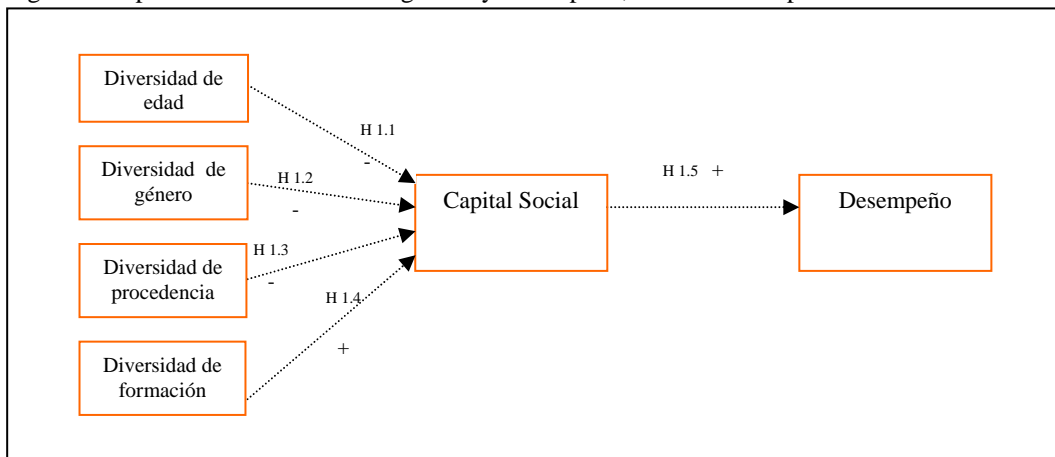 Diversidad de
edad
H 1.1
-
Diversidad de
género
H 1.2
-
H 1.3
-
Diversidad de
procedencia
H 1.4
+
Diversidad de
formación
Capital Social
H 1.5 +
Desempeño